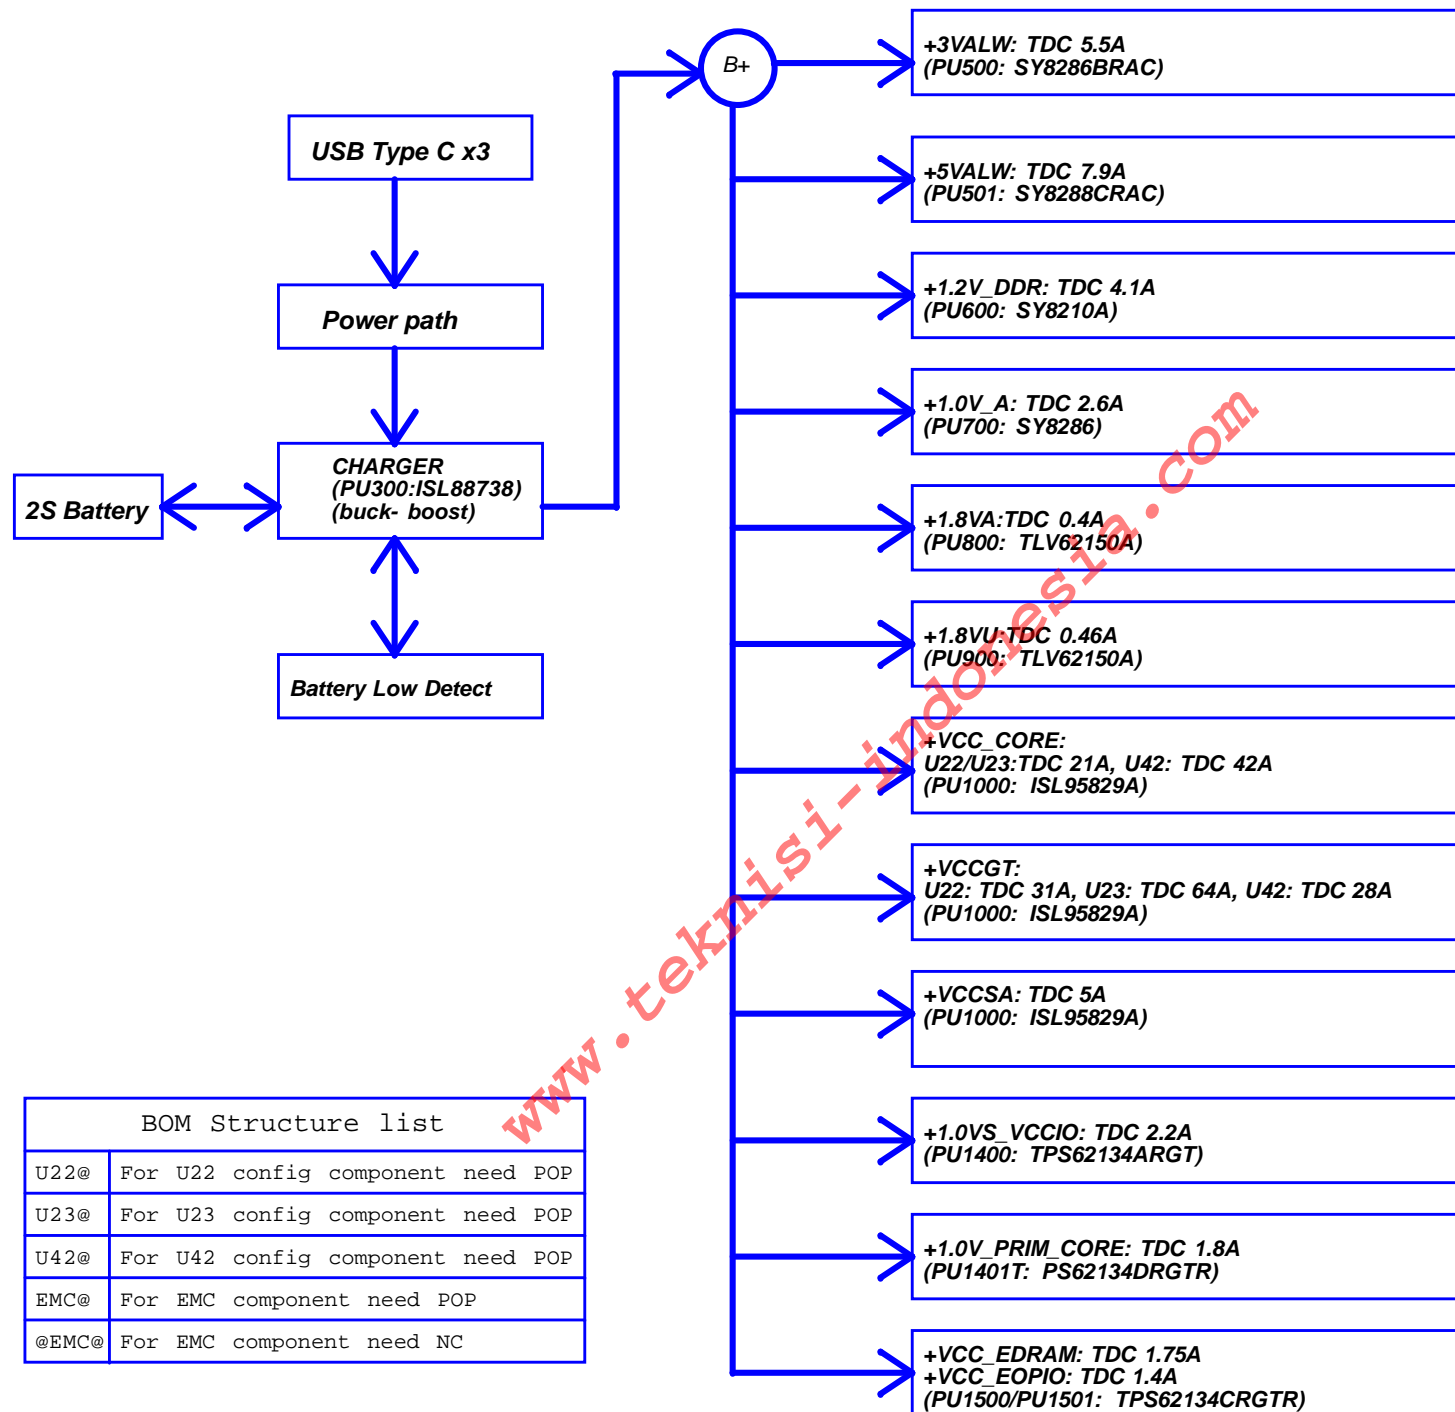 B+
USB Type C x3
Power path
CHARGER
(PU300:ISL88738)
(buck- boost)
2S Battery
Battery Low Detect
+3VALW: TDC 5.5A
(PU500: SY8286BRAC)
+5VALW: TDC 7.9A
(PU501: SY8288CRAC)
+1.2V_DDR: TDC 4.1A
(PU600: SY8210A)
+1.0V_A: TDC 2.6A
(PU700: SY8286)
+1.8VA:TDC 0.4A
(PU800: TLV62150A)
+1.8VU:TDC 0.46A
(PU900: TLV62150A)
+VCC_CORE:
U22/U23:TDC 21A, U42: TDC 42A
(PU1000: ISL95829A)
+VCCGT:
U22: TDC 31A, U23: TDC 64A, U42: TDC 28A
(PU1000: ISL95829A)
+VCCSA: TDC 5A
(PU1000: ISL95829A)
+1.0VS_VCCIO: TDC 2.2A
(PU1400: TPS62134ARGT)
+1.0V_PRIM_CORE: TDC 1.8A
(PU1401T: PS62134DRGTR)
+VCC_EDRAM: TDC 1.75A
+VCC_EOPIO: TDC 1.4A
(PU1500/PU1501: TPS62134CRGTR)
BOM Structure list
U22@ For U22 config component need POP
U23@ For U23 config component need POP
U42@ For U42 config component need POP
EMC@ For EMC component need POP
@EMC@ For EMC component need NC
www.teknisi-indonesia.com